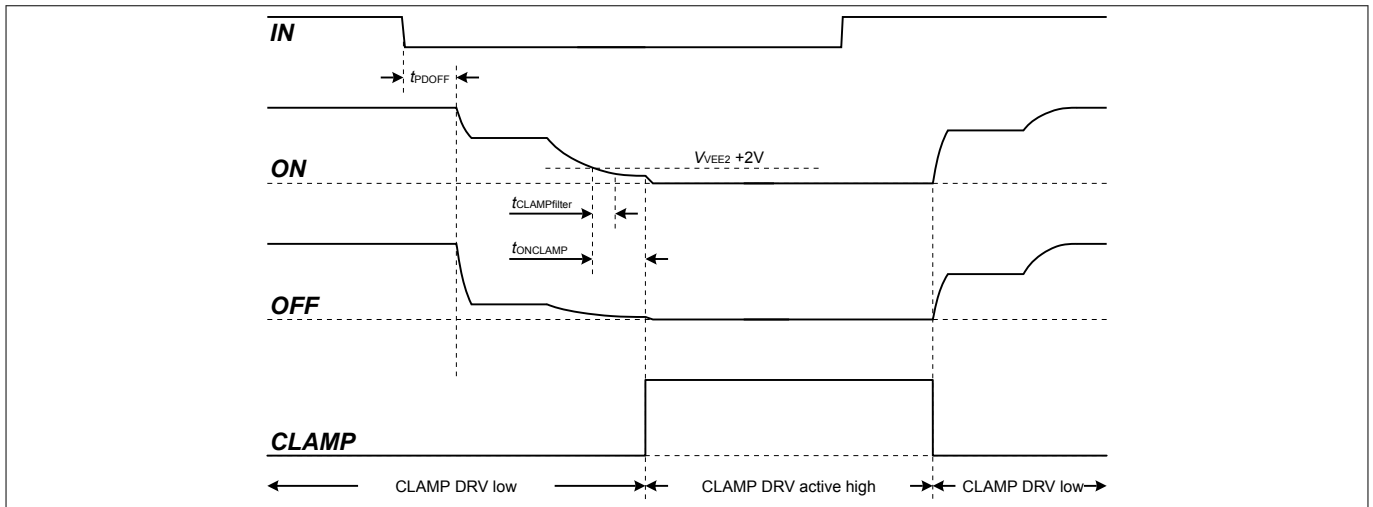 IN
tPDOFF
VVEE2 +2V
ON
tCLAMPfilter
tONCLAMP
OFF
CLAMP
CLAMP DRV low
CLAMP DRV active high
CLAMP DRV low